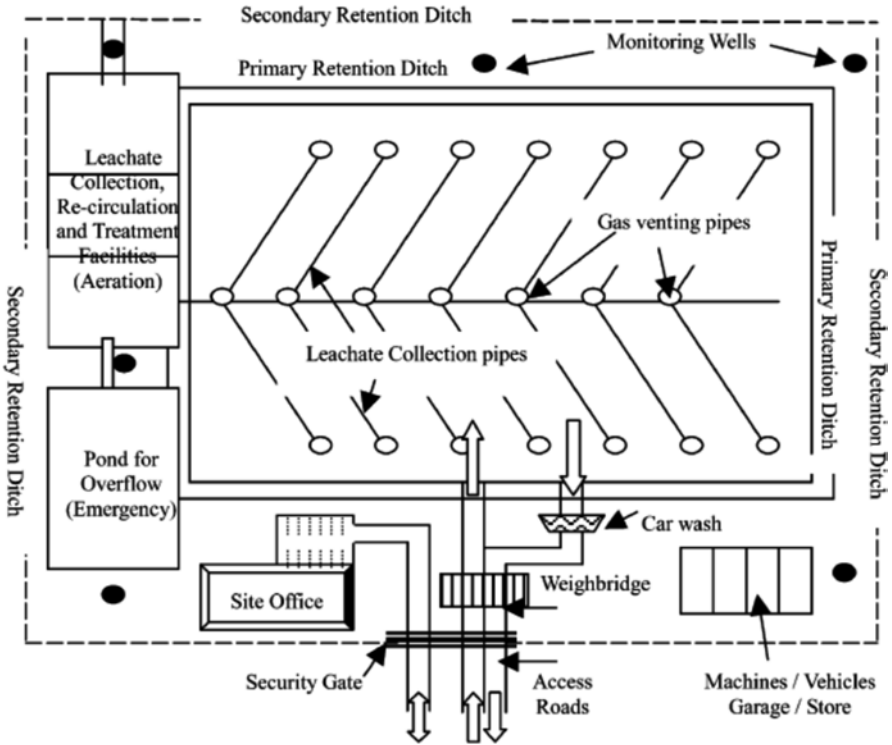 Secondary Retention Ditch
Monitoring Wells
Primary Retention Ditch
Leachate
Collection,
Re-circulation
and Treatment
Facilities
(Aeration)
Gas venting pipes
Primary Retention Ditch
Secondary Retention Ditch
Secondary Retention Ditch
Leachate Collection pipes
Pond for
Overflow
(Emergency)
Car wash
Site Office
Weighbridge
Security Gate
Access
Roads
Machines / Vehicles
Garage / Store